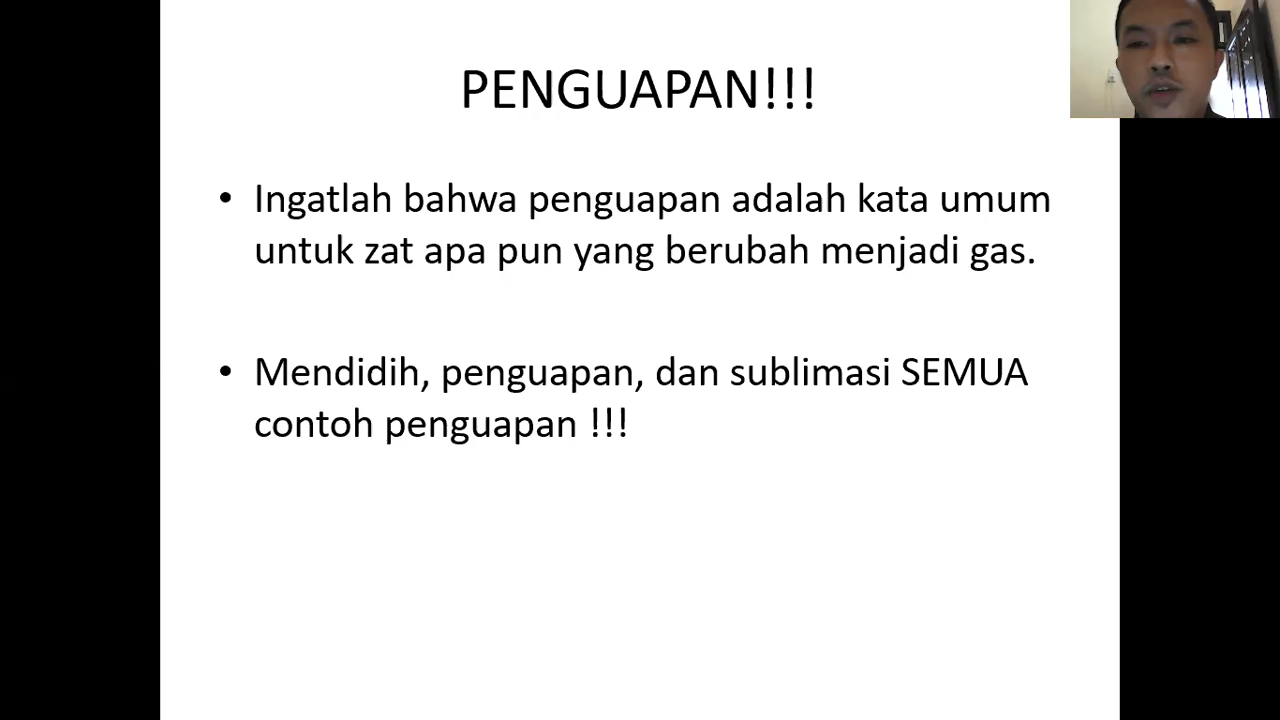 PENGUAPAN!!!
• Ingatlah bahwa penguapan adalah kata umum
untuk zat apa pun yang berubah menjadi gas.
• Mendidih, penguapan, dan sublimasi SEMUA
contoh penguapan !!!